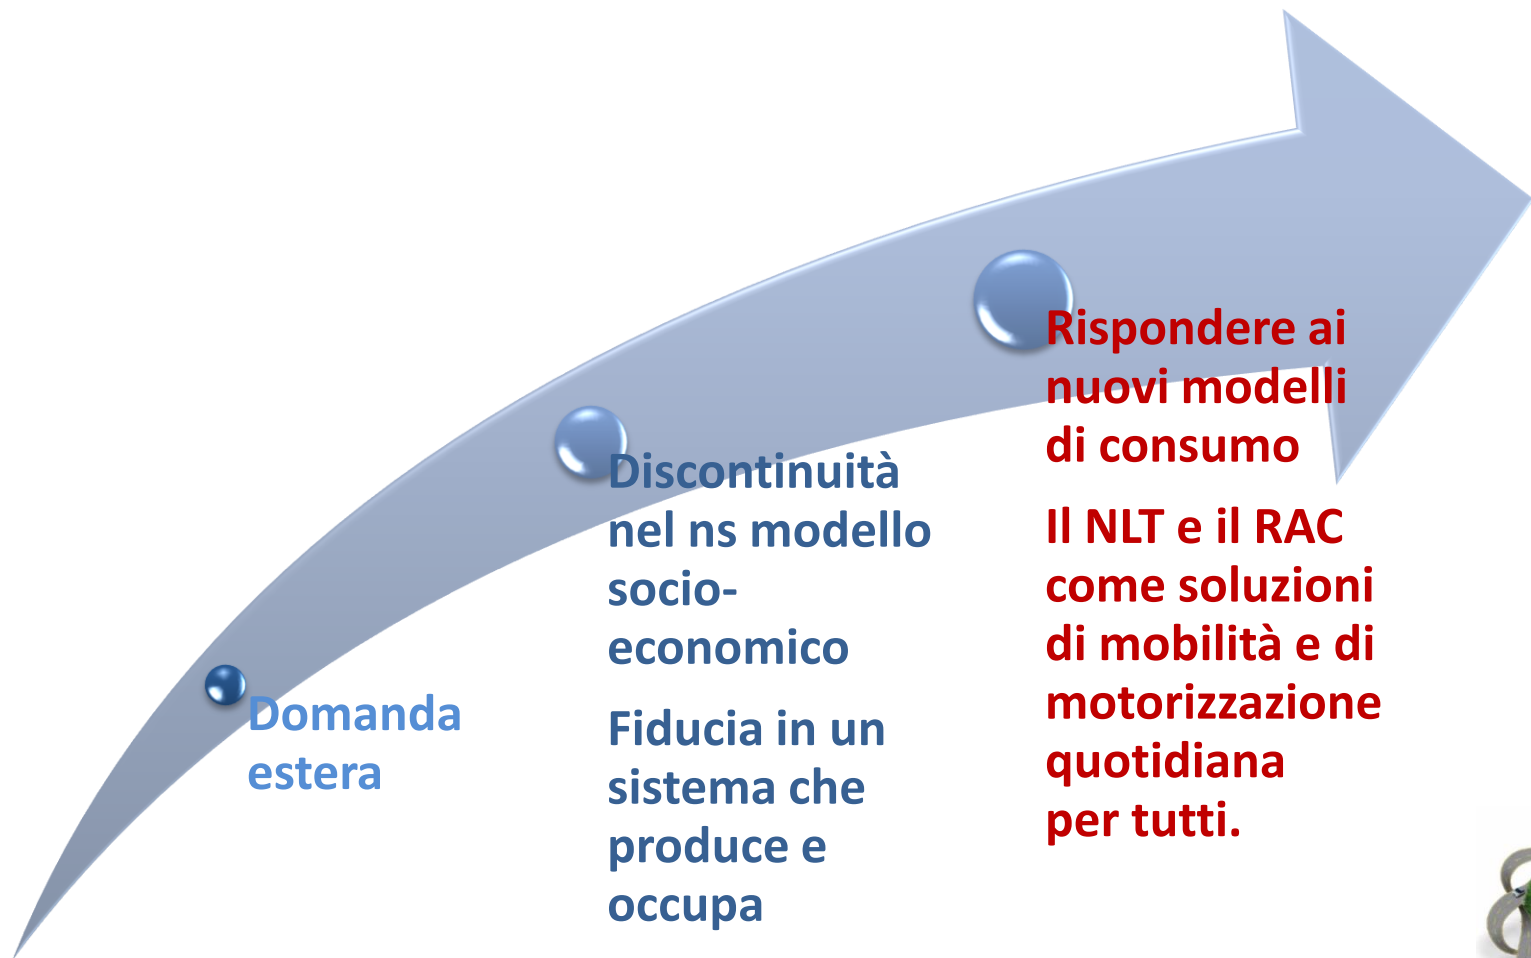 Domanda
estera
Discontinuità
nel ns modello
socio-
economico
Fiducia in un
sistema che
produce e
occupa
Rispondere ai
nuovi modelli
di consumo
Il NLT e il RAC
come soluzioni
di mobilità e di
motorizzazione
quotidiana
per tutti.